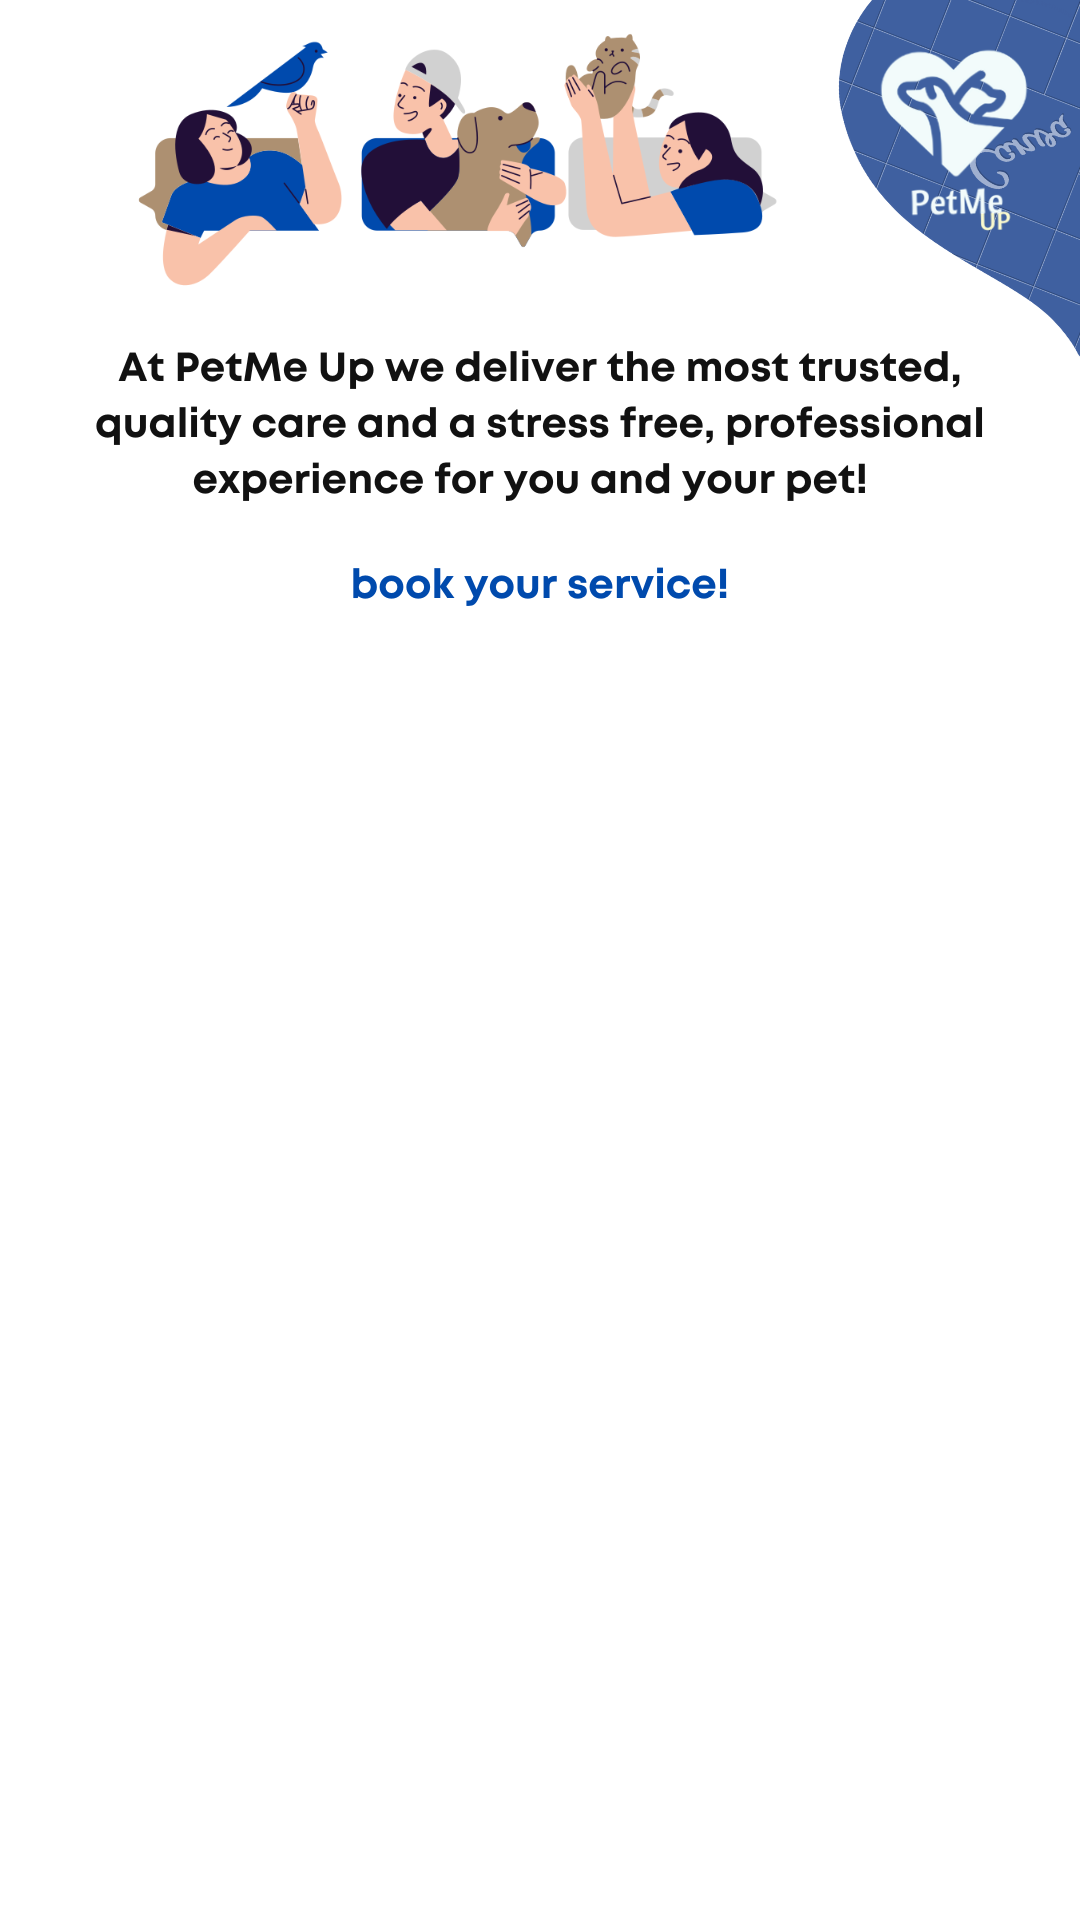 Canva
PetMe
UP
At PetMe Up we deliver the most trusted,
quality care and a stress free, professional
experience for you and your pet!
book your service!